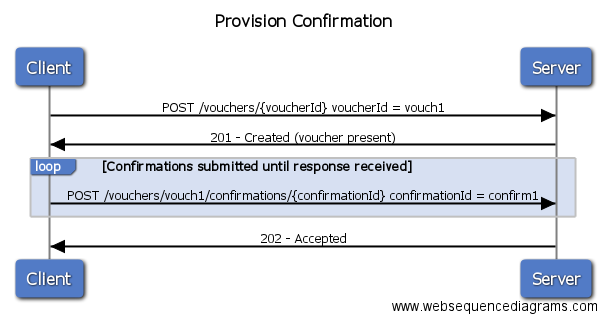 Provision Confirmation
Client Server
POST /vouchers/{voucherId} voucherId = vouch1
201 - Created (voucher present)
loop [Confirmations submitted until response received]
POST /vouchers/vouch1/confirmations/{confirmationId} confirmationId = confirm1
202 - Accepted
Client Server
www.websequencediagrams.com